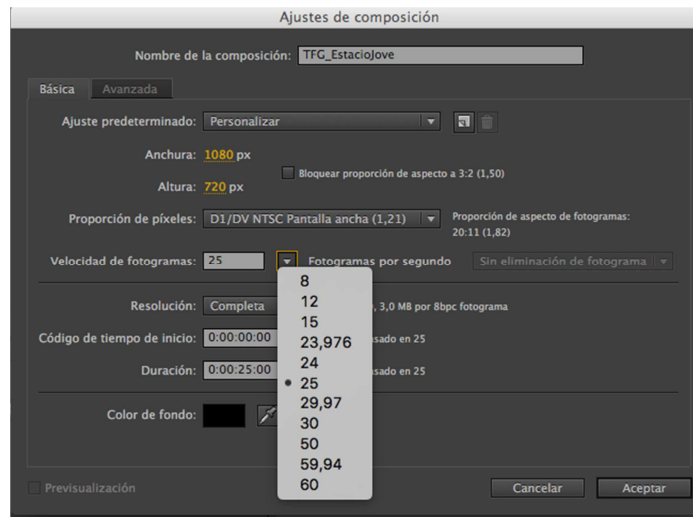 Ajustes de composición
Nombre de la composición: TFG_EstacioJove
Básica Avanzada
Ajuste predeterminado: Personalizar
Anchura: 1080 px
Bloquear proporción de aspecto a 3:2 (1,50)
Altura: 720 px
Proporción de píxeles: D1/DV NTSC Pantalla ancha (1,21) Proporción de aspecto de fotogramas:
20:11 (1,82)
Velocidad de fotogramas: 25 Fotogramas por segundo Sin eliminación de fotograma
8
12
15
23,976
24
25
29,97
30
50
59,94
60
Resolución: Completa , 3,0 MB por 8bpc fotograma
Código de tiempo de inicio: 0:00:00:00 en 25
Duración: 0:00:25:00 en 25
Color de fondo:
Previsualización Cancelar Aceptar